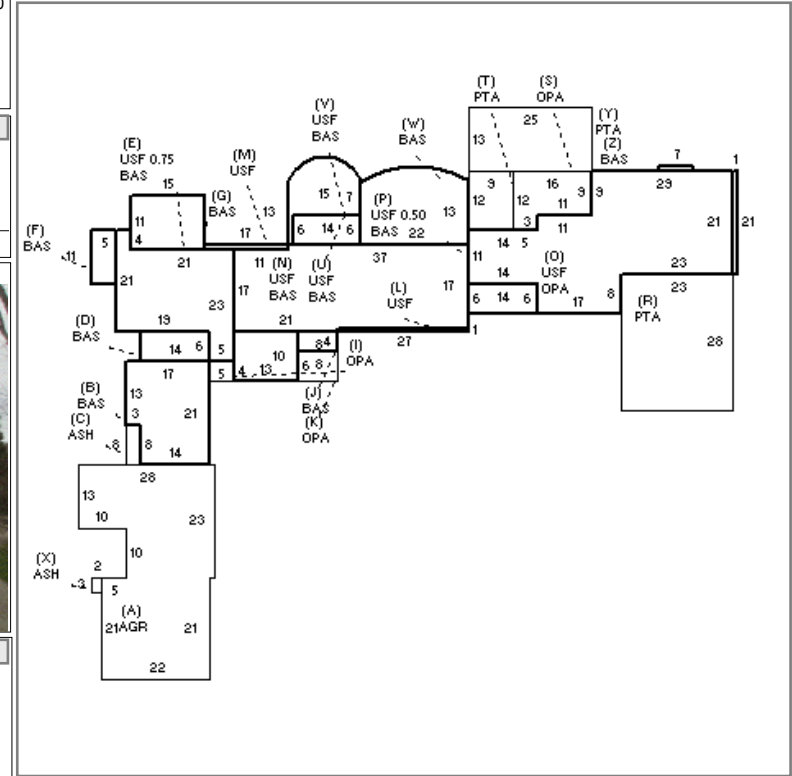 (T)
PTA
(S)
OPA
(V)
USF
BAS
25
(Y)
PTA
(W)
BAS
(Z)
BAS
(E)
USF 0.75
BAS
(M)
USF
13
7
1
15
9
16
9
9
29
(G)
BAS
15
7
(P)
USF 0.50
BAS
22
13
12
12
11
3
(F)
BAS
11
5
11
4
13
17
6
14
6
21
21
14
5
11
11
21
21
11
(N)
USF
BAS
(U)
USF
BAS
37
11
14
(O)
USF
OPA
23
23
(L)
USF
17
17
23
6
14
6
17
8
(R)
PTA
19
21
27
1
(D)
BAS
14
6
5
10
8
4
(I)
OPA
28
17
5
4
13
6
8
(B)
BAS
13
3
21
(J)
BAS
(C)
ASH
8
8
14
(K)
OPA
28
13
10
23
10
(X)
ASH
2
3
5
(A)
AGR
21
21
22